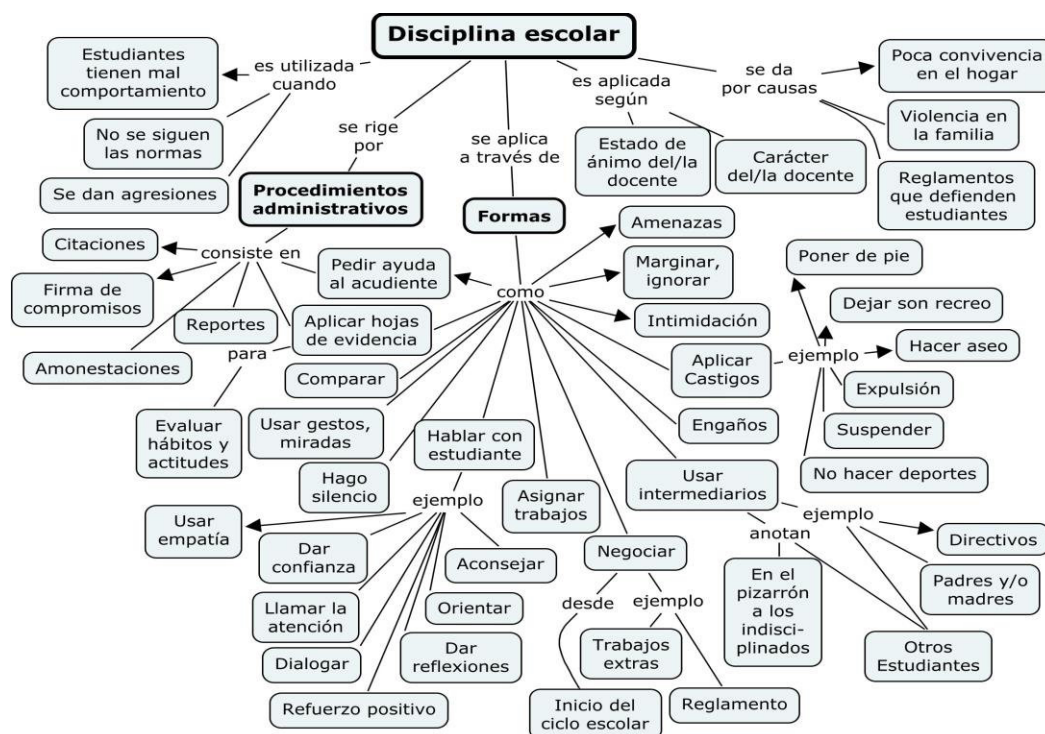 Disciplina escolar
Estudiantes
tienen mal
comportamiento
es utilizada
cuando
No se siguen
las normas
Se dan agresiones
se rige
por
se aplica
a través de
es aplicada
según
Estado de
ánimo del/la
docente
Carácter
del/la docente
se da
por causas
Poca convivencia
en el hogar
Violencia en
la familia
Reglamentos
que defienden
estudiantes
Procedimientos
administrativos
Formas
Citaciones
consiste en
Firma de
compromisos
Reportes
Amonestaciones
para
Evaluar
hábitos y
actitudes
Pedir ayuda
al acudiente
Aplicar hojas
de evidencia
como
Amenazas
Marginar,
ignorar
Intimidación
Aplicar
Castigos
ejemplo
Poner de pie
Dejar son recreo
Hacer aseo
Expulsión
Suspender
No hacer deportes
Comparar
Usar gestos,
miradas
Hago
silencio
Hablar con
estudiante
Asignar
trabajos
Negociar
Engaños
Usar
intermediarios
ejemplo
Usar
empatía
Dar
confianza
Llamar la
atención
Dialogar
Refuerzo positivo
Dar
reflexiones
Orientar
Aconsejar
desde
ejemplo
Trabajos
extras
Inicio del
ciclo escolar
Reglamento
anotan
ejemplo
En el
pizarrón
a los
indisci-
plinados
Directivos
Padres y/o
madres
Otros
Estudiantes